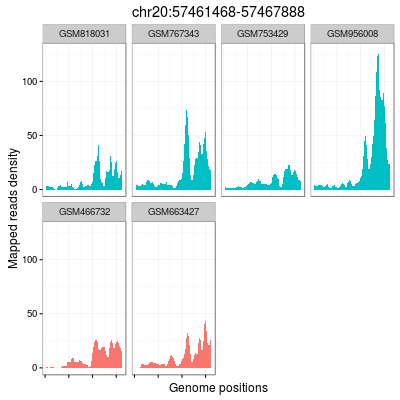 chr20:57461468-57467888
GSM818031 GSM767343 GSM753429 GSM956008
100
50
0
GSM466732 GSM663427
100
50
0
Mapped reads density
Genome positions